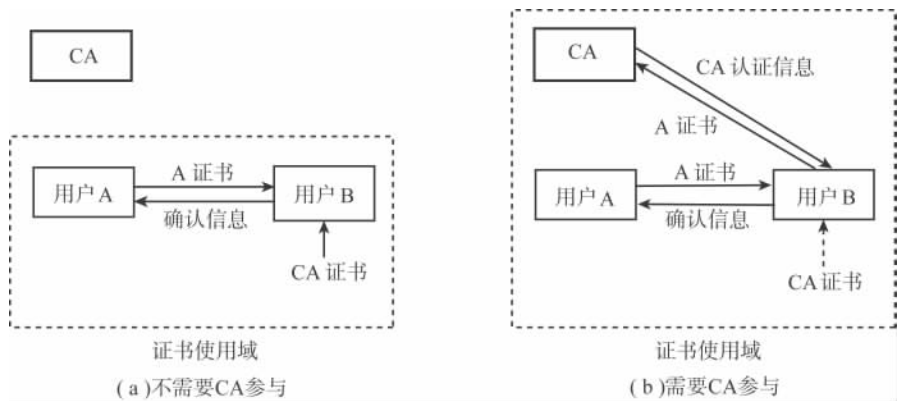 CA
A 证书
用户 A
用户 B
确认信息
CA 证书
证书使用域
( a )不需要CA参与
CA
CA 认证信息
A 证书
A 证书
用户 A
用户 B
确认信息
CA 证书
证书使用域
( b )需要CA参与